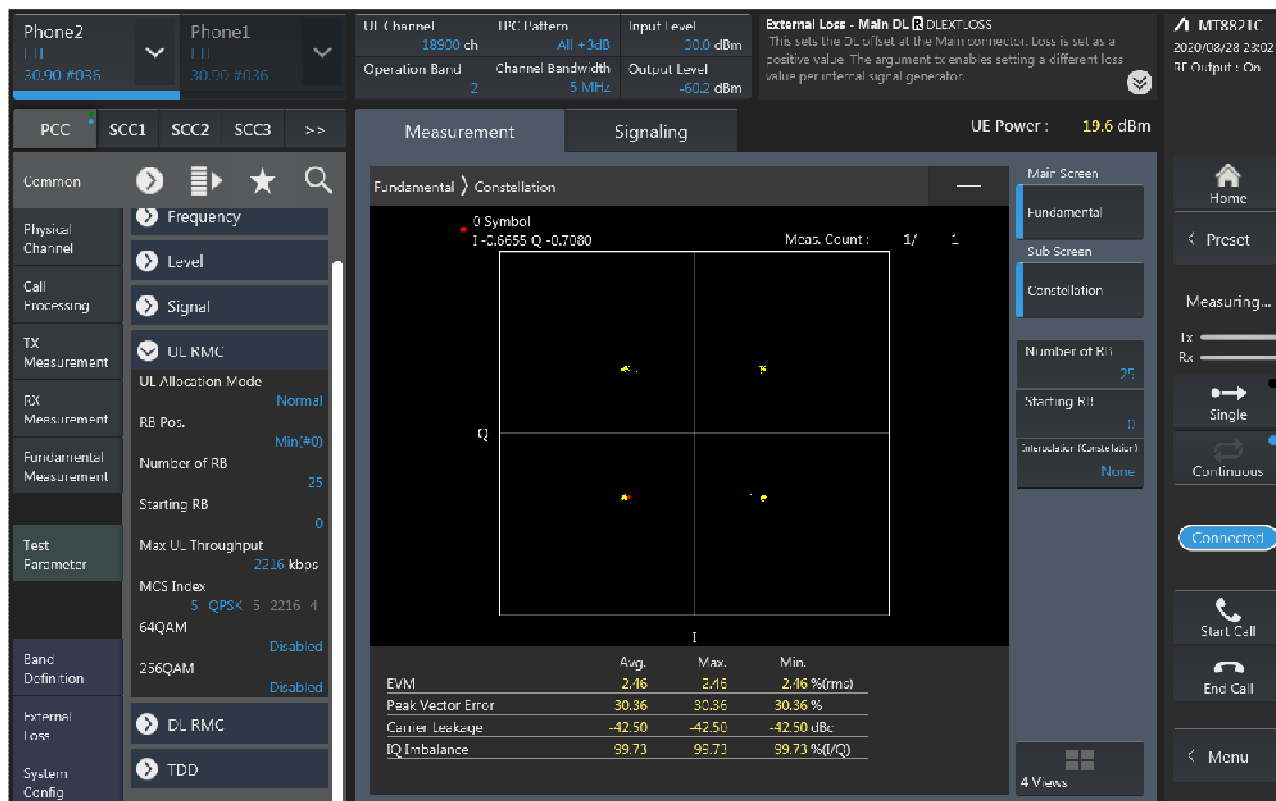 Phone2
LTE
30.90 #036
Phone1
LTE
30.90 #036
UL Channel
18900 ch
TPC Pattern
All +3dB
Input Level
30.0 dBm
Operation Band
2
Channel Bandwidth
5 MHz
Output Level
-60.2 dBm
External Loss - Main DL R DLEXTLOSS
This sets the DL offset at the Main connector. Loss is set as a
positive value. The argument tx enables setting a different loss
value per internal signal generator.
MT8821C
2020/08/28 23:02
RF Output : On
PCC
SCC1
SCC2
SCC3
>>
Measurement
Signaling
UE Power : 19.6 dBm
Common
Physical
Channel
Call
Processing
TX
Measurement
RX
Measurement
Fundamental
Measurement
Test
Parameter
Band
Definition
External
Loss
System
Config
Frequency
Level
Signal
UL RMC
UL Allocation Mode
Normal
RB Pos.
Min(#0)
Number of RB
25
Starting RB
0
Max UL Throughput
2216 kbps
MCS Index
5 QPSK 5 2216 4
64QAM
Disabled
256QAM
Disabled
DL RMC
TDD
Fundamental 〉 Constellation
0 Symbol
I -0.6655 Q -0.7080
Meas. Count : 1/ 1
Q
I
Avg. Max. Min.
EVM 2.46 2.46 2.46 %(rms)
Peak Vector Error 30.36 30.36 30.36 %
Carrier Leakage -42.50 -42.50 -42.50 dBc
IQ Imbalance 99.73 99.73 99.73 %(I/Q)
Main Screen
Fundamental
Sub Screen
Constellation
Number of RB
25
Starting RB
0
Interpolation (Constellation)
None
4 Views
Home
< Preset
Measuring...
Tx
Rx
Single
Continuous
Connected
Start Call
End Call
< Menu